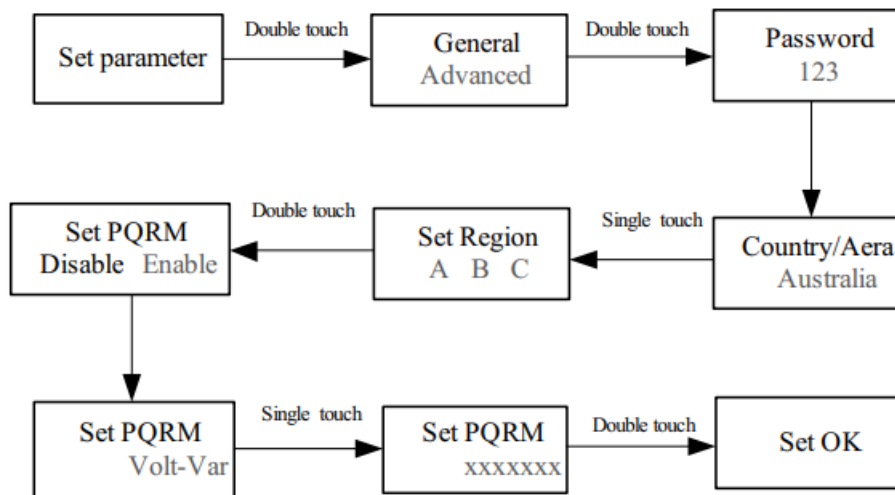 Double touch
Double touch
Set parameter
General
Advanced
Password
123
Double touch
Single touch
Set PQRM
Disable Enable
Set Region
A B C
Country/Aera
Australia
Single touch
Double touch
Set PQRM
Volt-Var
Set PQRM
xxxxxxx
Set OK